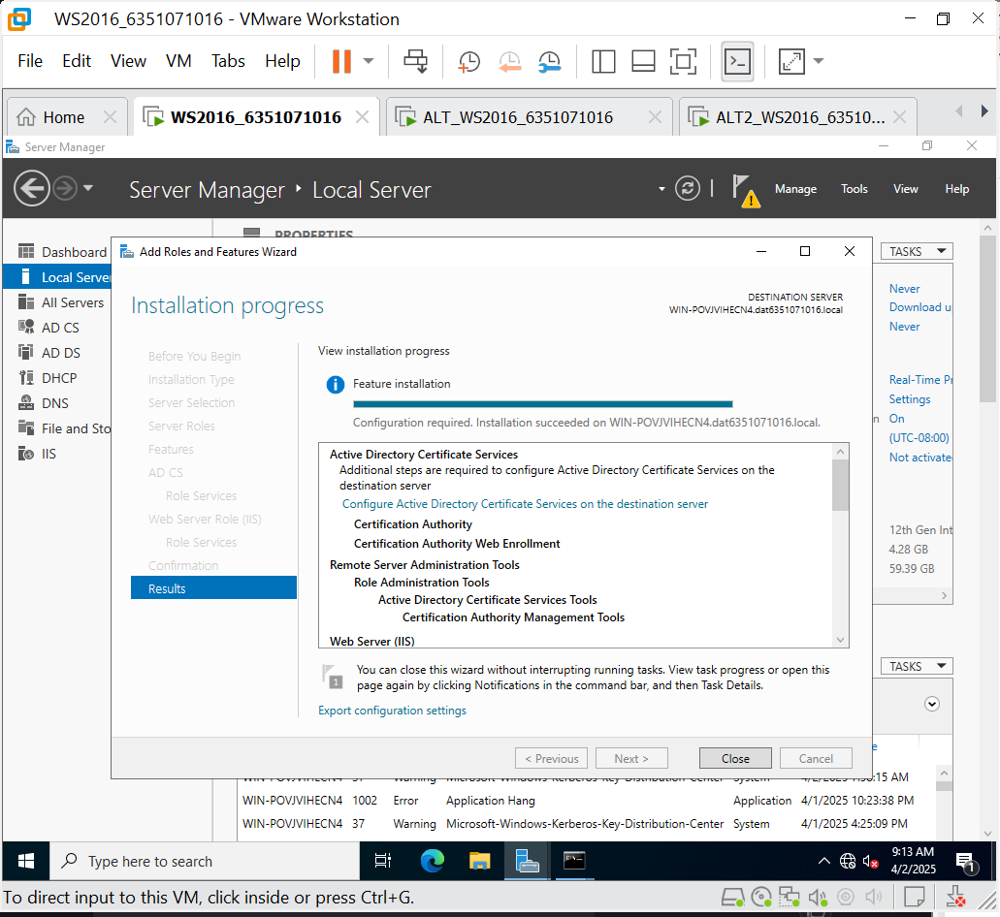 WS2016_6351071016 - VMware Workstation
File Edit View VM Tabs Help
Home WS2016_6351071016 ALT_WS2016_6351071016 ALT2_WS2016_63510...
Server Manager
Server Manager Local Server Manage Tools View Help
PROPERTIES
TASKS
Dashboard
Local Server
All Servers
AD CS
AD DS
DHCP
DNS
File and Sto
IIS
Add Roles and Features Wizard
Installation progress
DESTINATION SERVER
WIN-POVJVIHECN4.dat6351071016.local
Before You Begin
Installation Type
Server Selection
Server Roles
Features
AD CS
Role Services
Web Server Role (IIS)
Role Services
Confirmation
Results
View installation progress
Feature installation
Configuration required. Installation succeeded on WIN-POVJVIHECN4.dat6351071016.local.
Active Directory Certificate Services
Additional steps are required to configure Active Directory Certificate Services on the
destination server
Configure Active Directory Certificate Services on the destination server
Certification Authority
Certification Authority Web Enrollment
Remote Server Administration Tools
Role Administration Tools
Active Directory Certificate Services Tools
Certification Authority Management Tools
Web Server (IIS)
1
You can close this wizard without interrupting running tasks. View task progress or open this
page again by clicking Notifications in the command bar, and then Task Details.
Export configuration settings
< Previous Next > Close Cancel
Never
Download u
Never
Real-Time Pr
Settings
On
(UTC-08:00)
Not activate
12th Gen Int
4.28 GB
59.39 GB
TASKS
WIN-POVJVIHECN4 37 Warning Microsoft-Windows-Kerberos-Key-Distribution-Center System
WIN-POVJVIHECN4 1002 Error Application Hang Application 4/1/2025 10:23:38 PM
WIN-POVJVIHECN4 37 Warning Microsoft-Windows-Kerberos-Key-Distribution-Center System 4/1/2025 4:25:09 PM
Type here to search
9:13 AM
4/2/2025
1
To direct input to this VM, click inside or press Ctrl+G.